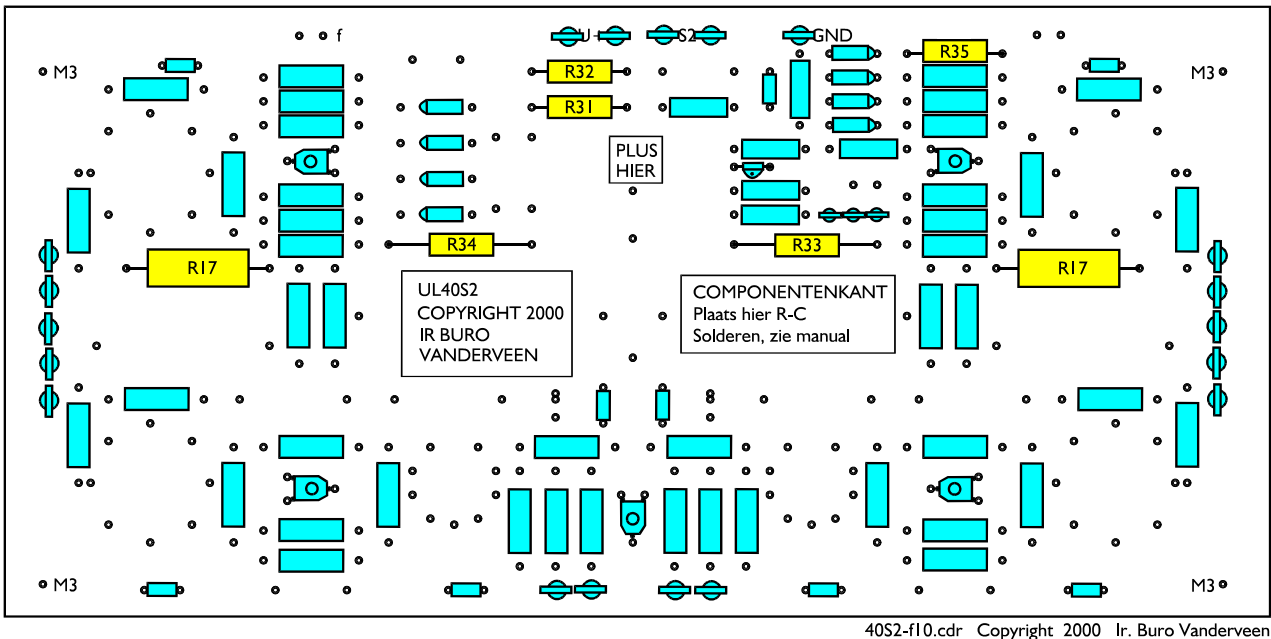 f
U+
S2
GND
R35
M3
R32
M3
R31
PLUS
HIER
R34
R33
R17
R17
UL40S2
COPYRIGHT 2000
IR BURO
VANDERVEEN
COMPONENTENKANT
Plaats hier R-C
Solderen, zie manual
M3
M3
40S2-f10.cdr Copyright 2000 Ir. Buro Vanderveen